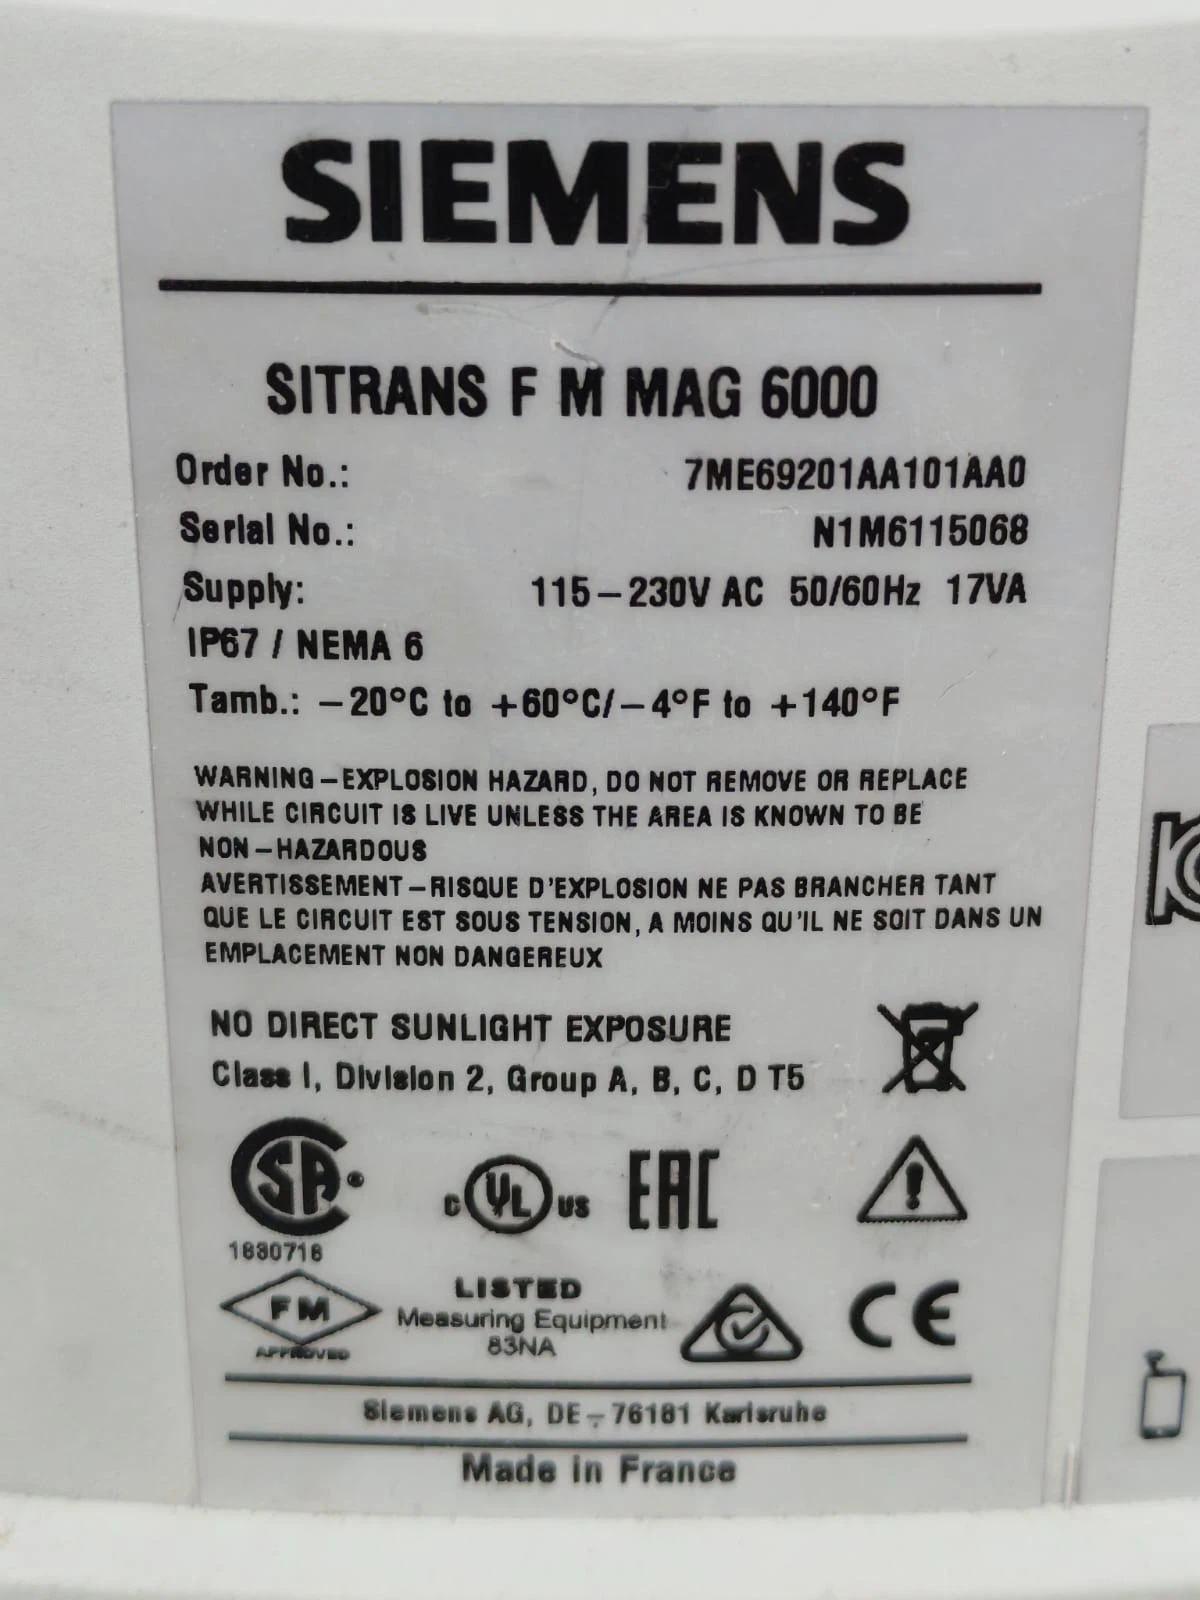 SIEMENS
SITRANS F M MAG 6000
Order No.: 7ME69201AA101AA0
Serial No.: N1M6115068
Supply: 115-230V AC 50/60Hz 17VA
IP67 / NEMA 6
Tamb.: -20°C to +60°C/-4°F to +140°F
WARNING-EXPLOSION HAZARD, DO NOT REMOVE OR REPLACE
WHILE CIRCUIT IS LIVE UNLESS THE AREA IS KNOWN TO BE
NON-HAZARDOUS
AVERTISSEMENT-RISQUE D'EXPLOSION NE PAS BRANCHER TANT
QUE LE CIRCUIT EST SOUS TENSION, A MOINS QU'IL NE SOIT DANS UN
EMPLACEMENT NON DANGEREUX
NO DIRECT SUNLIGHT EXPOSURE
Class I, Division 2, Group A, B, C, D T5
CSA®
C UL US EAC
1830718
LISTED
FM
Measuring Equipment
APPROVED
83NA
CE
Siemens AG, DE-76181 Karlsruhe
Made in France